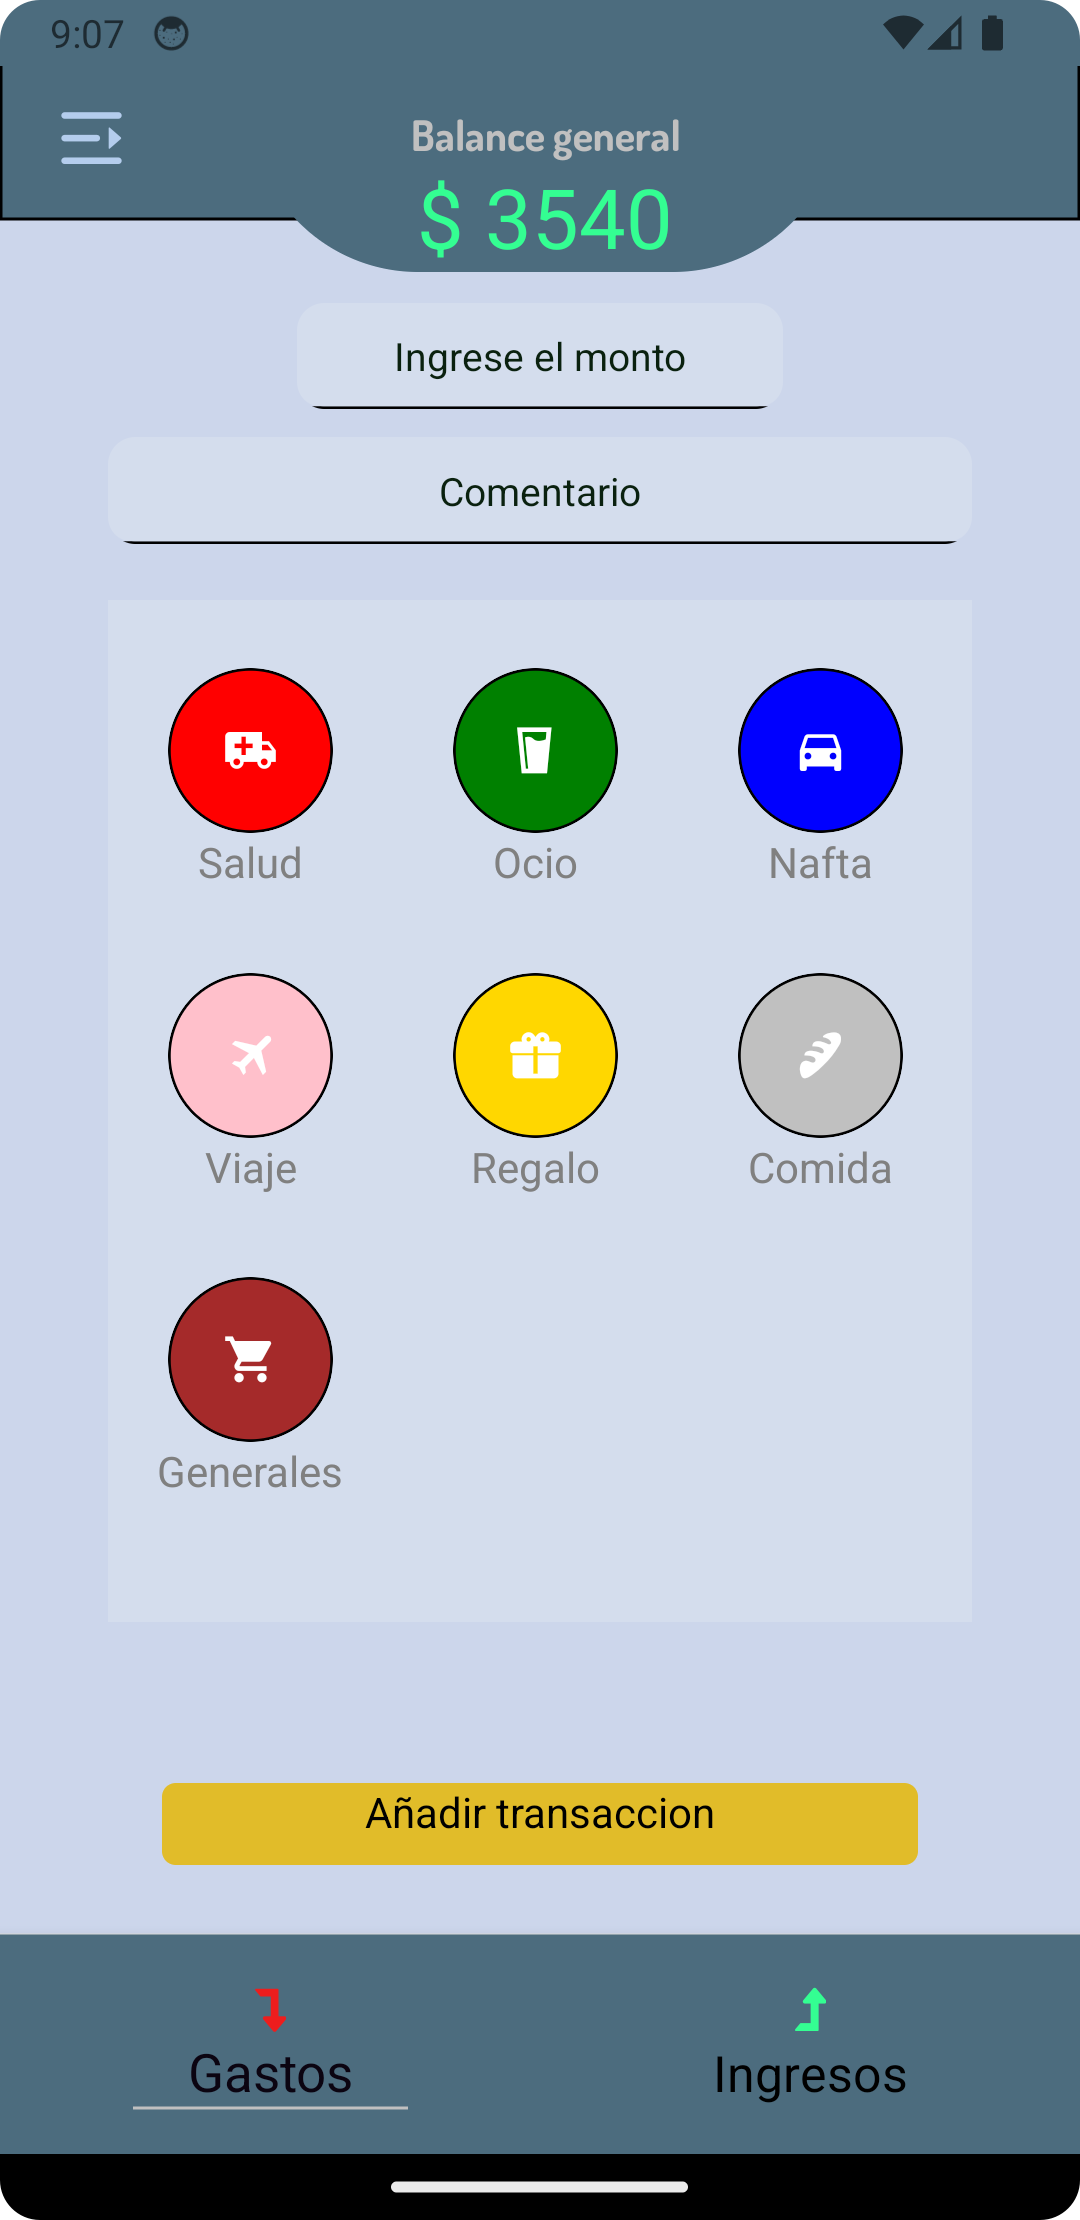 9:07
Balance general
$ 3540
Ingrese el monto
Comentario
Salud
Ocio
Nafta
Viaje
Regalo
Comida
Generales
Añadir transaccion
Gastos
Ingresos